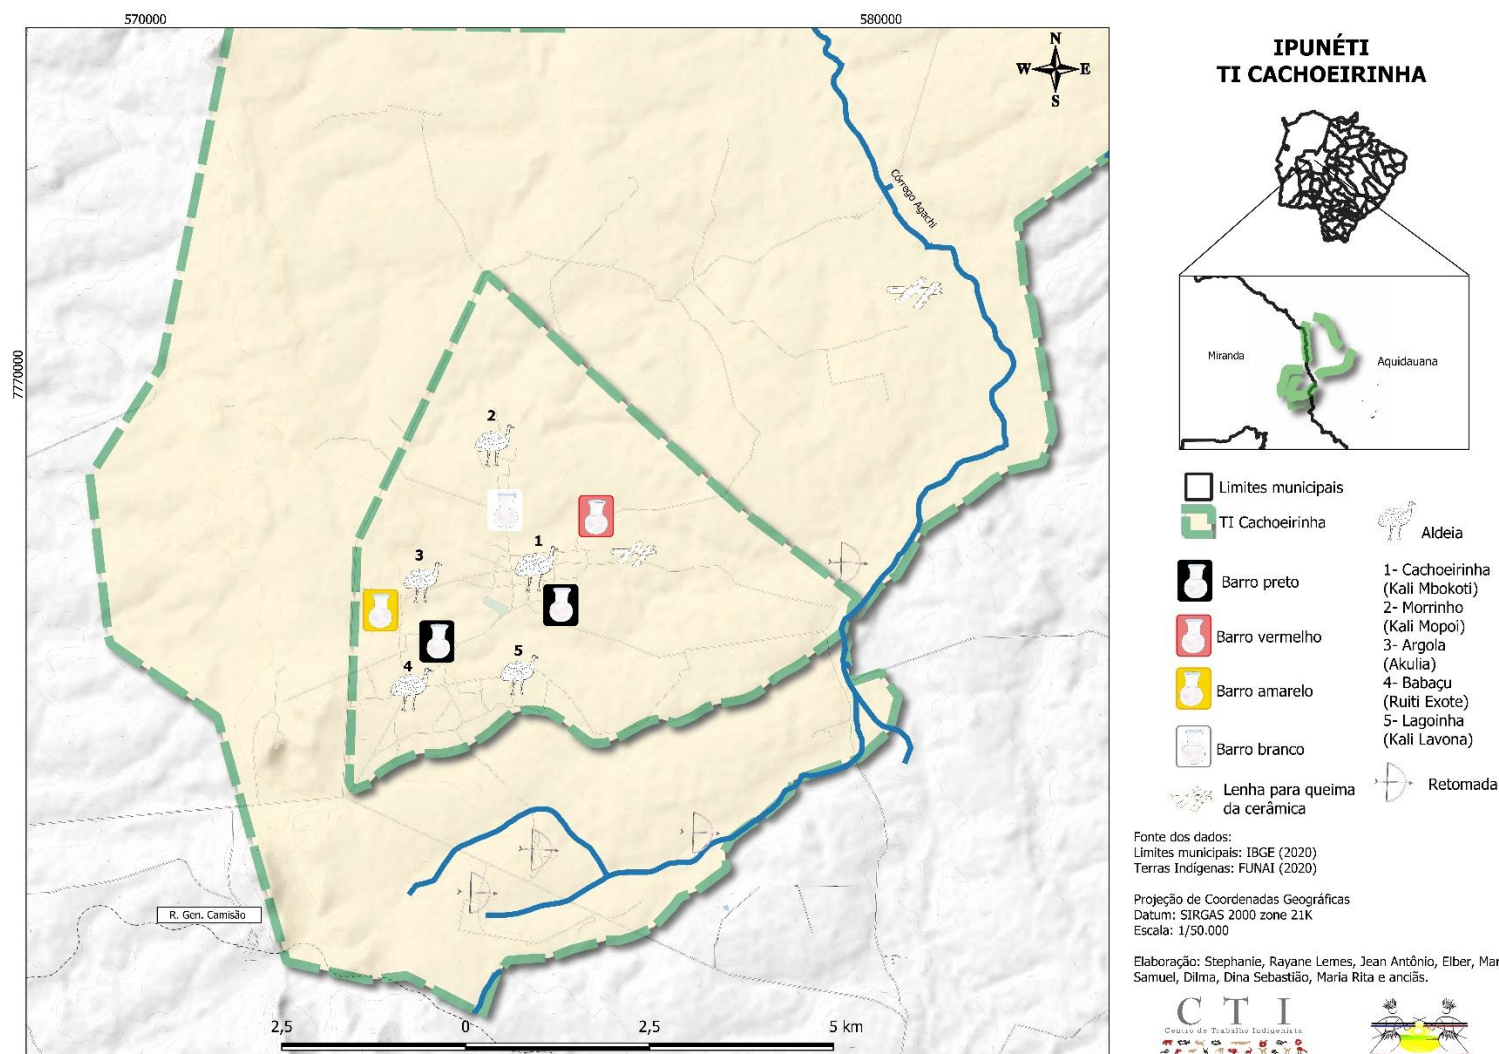 570000
580000
7770000
N
W
E
S
Córrego Agachi
2
1
3
4
5
R. Gen. Camisão
2,5
0
2,5
5 km
IPUNÉTI
TI CACHOEIRINHA
Miranda
Aquidauana
Limites municipais
TI Cachoeirinha
Barro preto
Barro vermelho
Barro amarelo
Barro branco
Lenha para queima
da cerâmica
Aldeia
1- Cachoeirinha
(Kali Mbokoti)
2- Morrinho
(Kali Mopoi)
3- Argola
(Akulia)
4- Babaçu
(Ruiti Exote)
5- Lagoinha
(Kali Lavona)
Retomada
Fonte dos dados:
Limites municipais: IBGE (2020)
Terras Indígenas: FUNAI (2020)
Projeção de Coordenadas Geográficas
Datum: SIRGAS 2000 zone 21K
Escala: 1/50.000
Elaboração: Stephanie, Rayane Lemes, Jean Antônio, Elber, Mar
Samuel, Dilma, Dina Sebastião, Maria Rita e anciãs.
C T I
Centro de Trabalho Indigenista